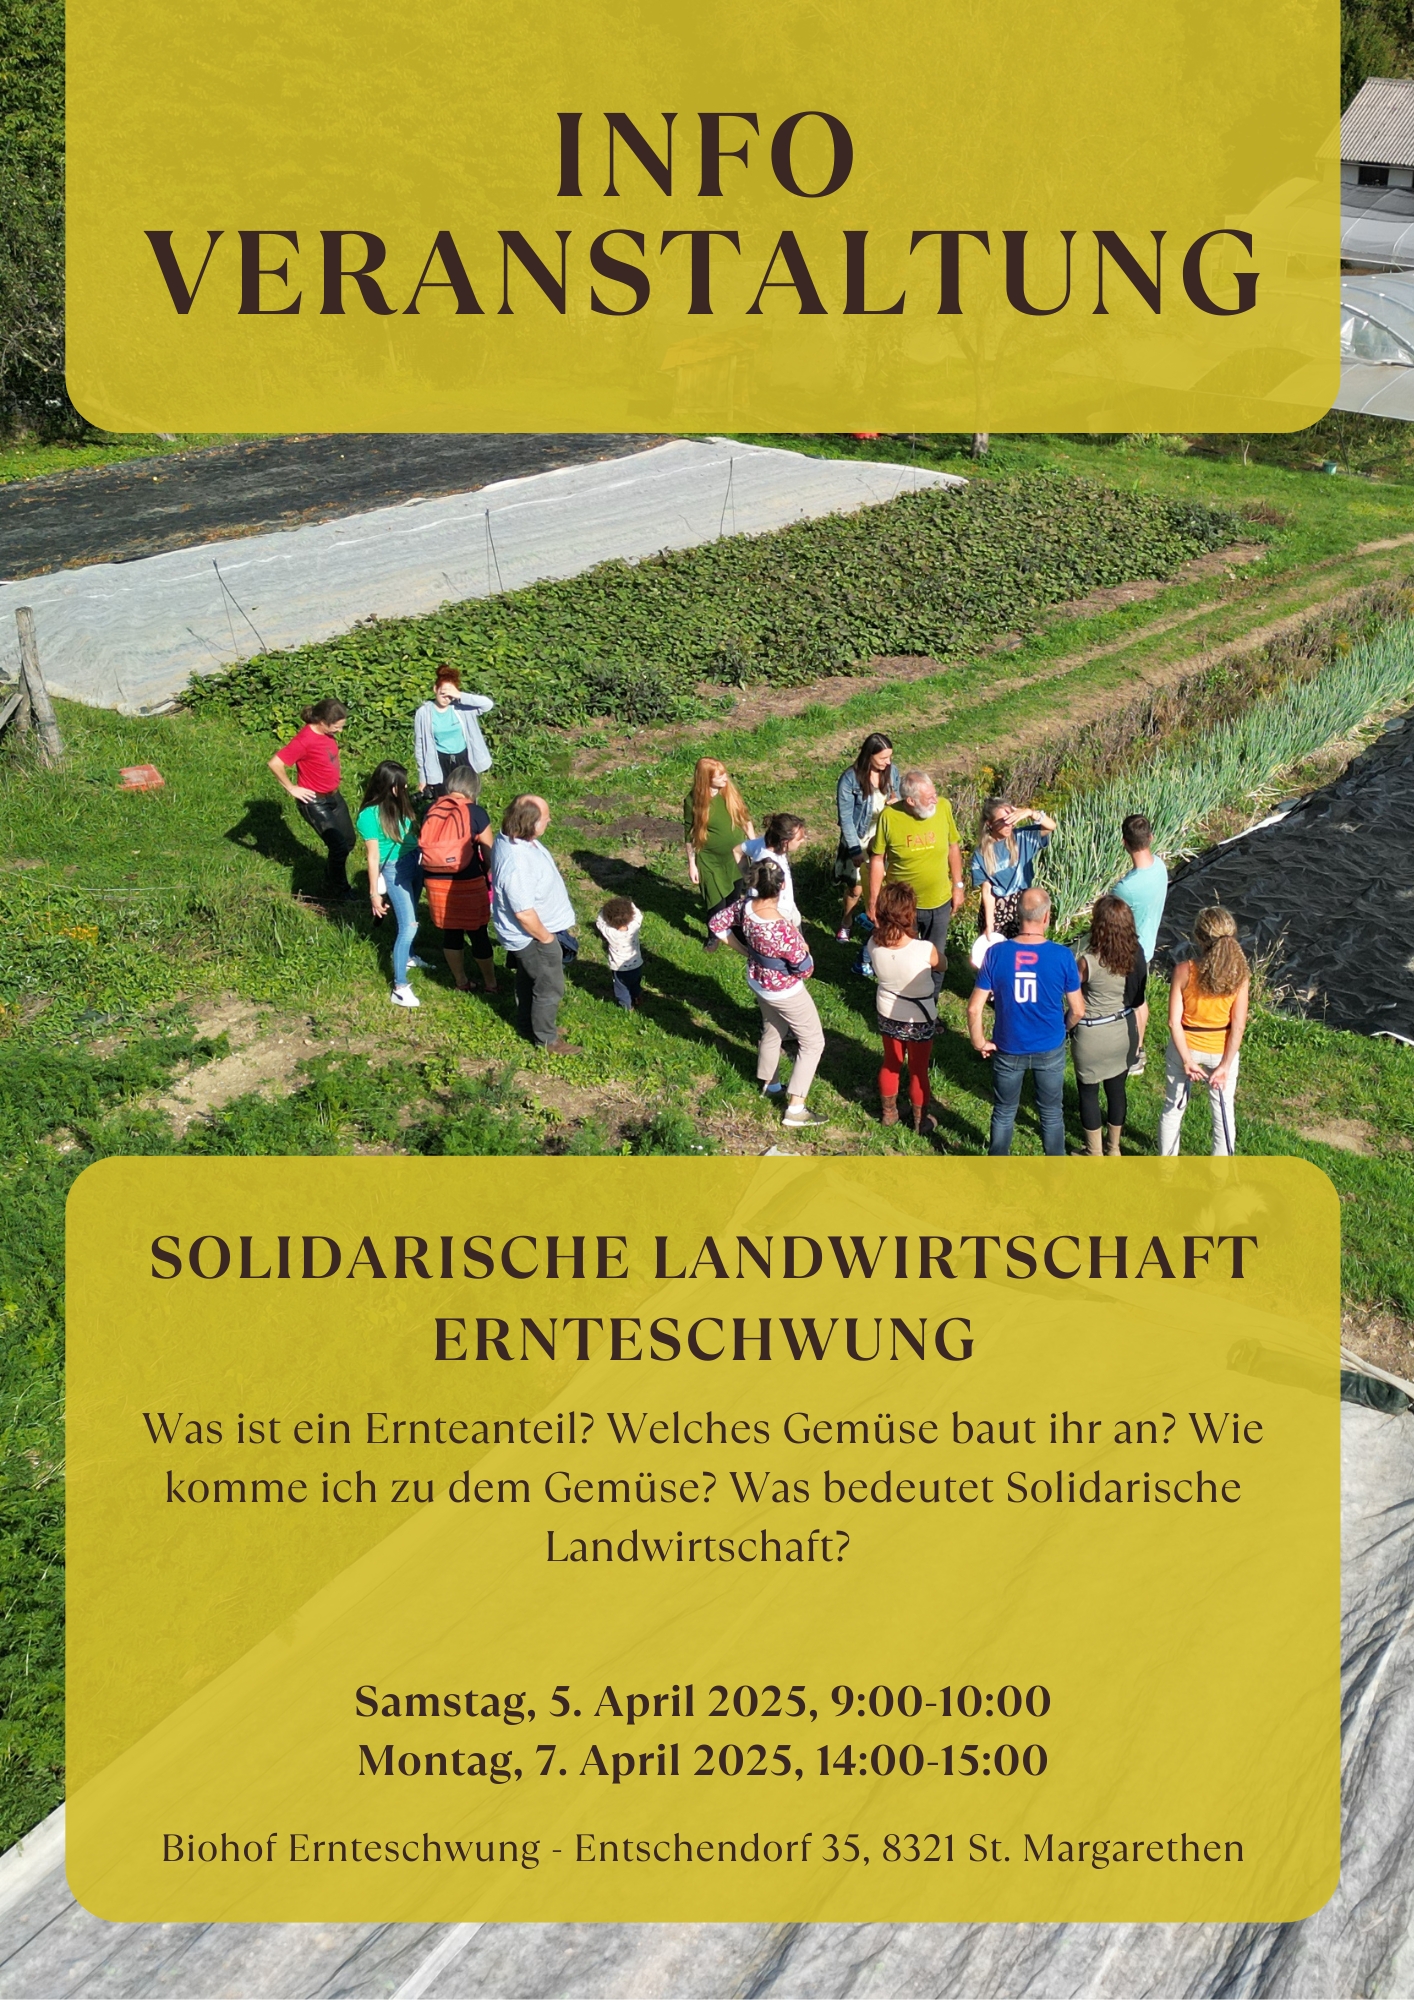 INFO
VERANSTALTUNG
FAIR
PIS
SOLIDARISCHE LANDWIRTSCHAFT
ERNTESCHWUNG
Was ist ein Ernteanteil? Welches Gemüse baut ihr an? Wie
komme ich zu dem Gemüse? Was bedeutet Solidarische
Landwirtschaft?
Samstag, 5. April 2025, 9:00-10:00
Montag, 7. April 2025, 14:00-15:00
Biohof Ernteschwung - Entschendorf 35, 8321 St. Margarethen